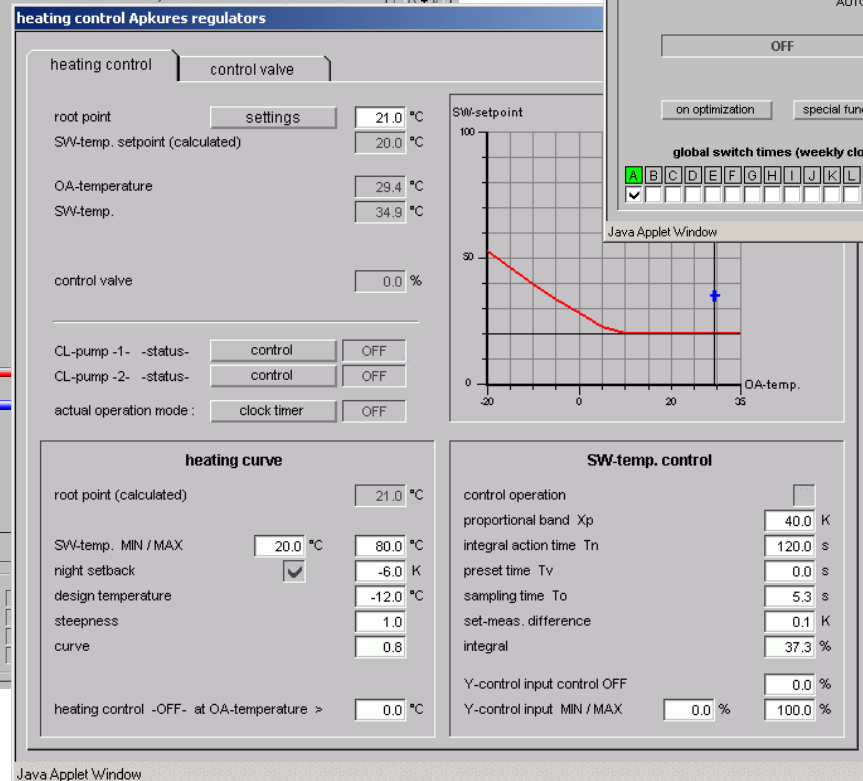 heating control Apkures regulators
heating control
control valve
root point settings 21.0 °C
SW-temp. setpoint (calculated) 20.0 °C
OA-temperature 29.4 °C
SW-temp. 34.9 °C
control valve 0.0 %
CL-pump -1- -status- control OFF
CL-pump -2- -status- control OFF
actual operation mode : clock timer OFF
SW-setpoint
100
50
0
-20 0 20 35
OA-temp.
OFF
on optimization special fun
global switch times (weekly clo
A B C D E F G H I J K L
Java Applet Window
heating curve
root point (calculated) 21.0 °C
SW-temp. MIN / MAX 20.0 °C 80.0 °C
night setback -6.0 K
design temperature -12.0 °C
steepness 1.0
curve 0.8
heating control -OFF- at OA-temperature > 0.0 °C
SW-temp. control
control operation
proportional band Xp 40.0 K
integral action time Tn 120.0 s
preset time Tv 0.0 s
sampling time To 5.3 s
set-meas. difference 0.1 K
integral 37.3 %
Y-control input control OFF 0.0 %
Y-control input MIN / MAX 0.0 % 100.0 %
Java Applet Window